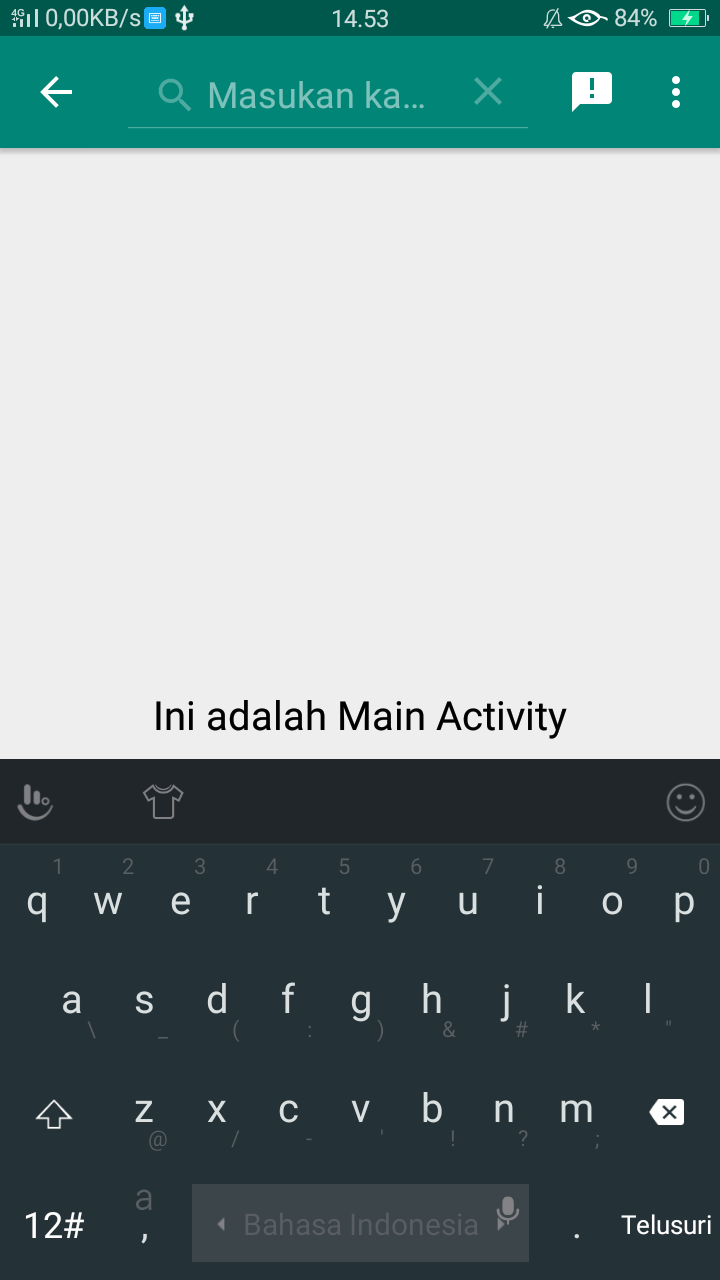 4G 0,00KB/s 14.53 84%
Masukan ka...
Ini adalah Main Activity
1 2 3 4 5 6 7 8 9 0
q w e r t y u i o p
a s d f g h j k l
\ _ ( : ) & # * "
z x c v b n m
@ / - ' ! ? ;
a
12# , Bahasa Indonesia . Telusuri